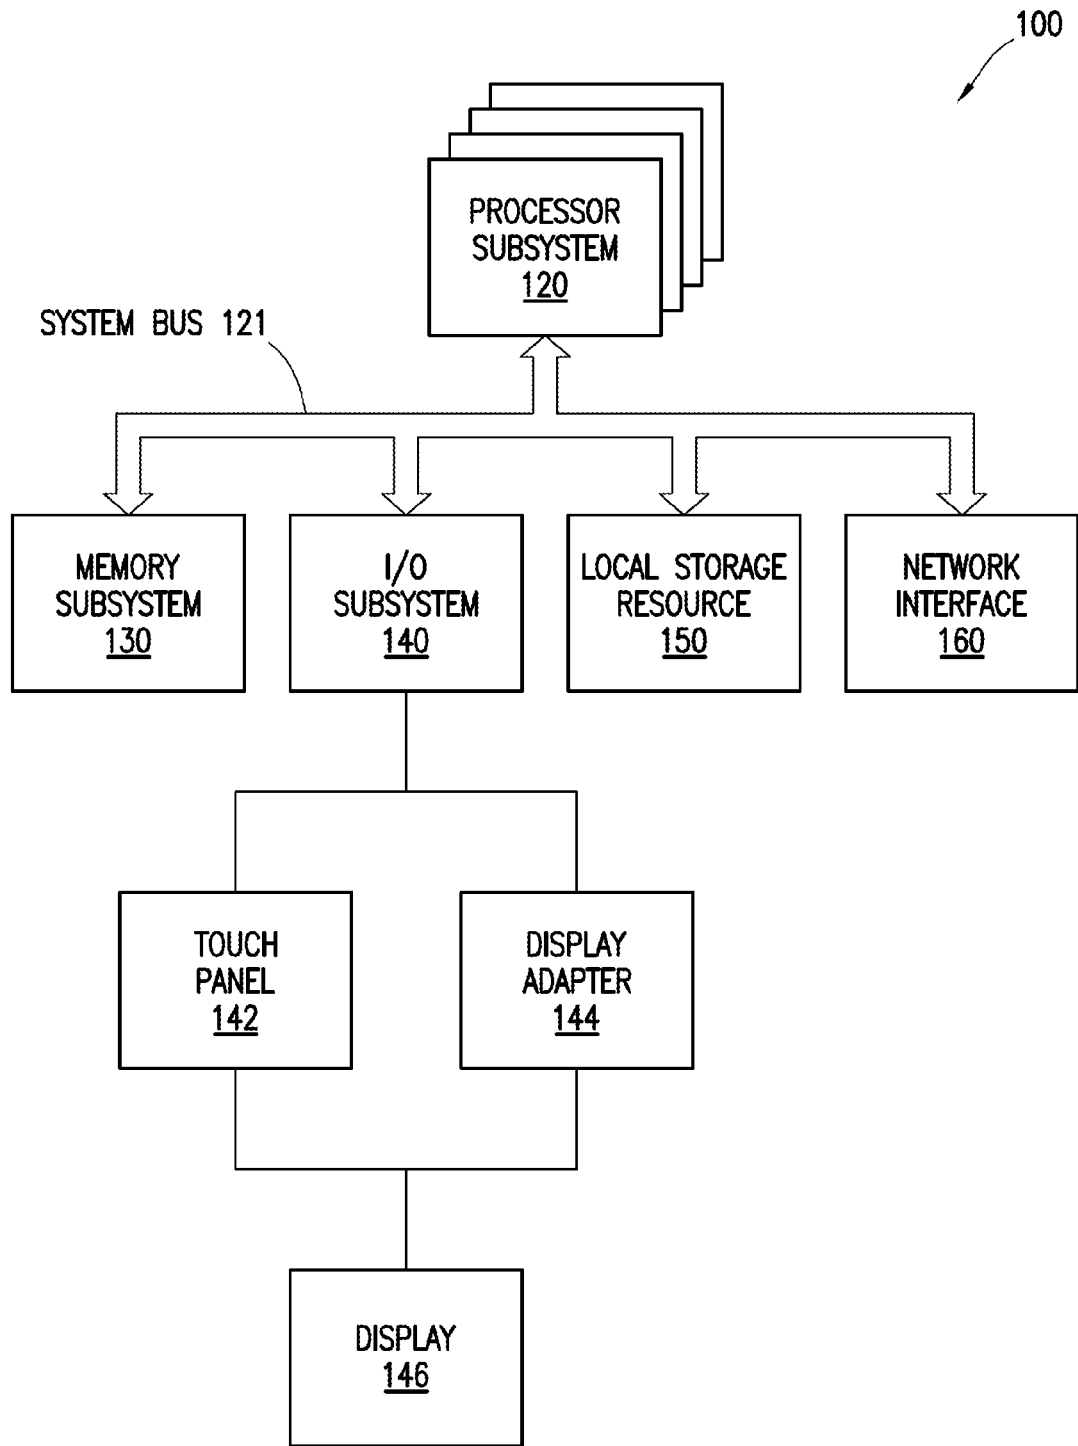 100
PROCESSOR
SUBSYSTEM
120
SYSTEM BUS 121
MEMORY
SUBSYSTEM
130
I/O
SUBSYSTEM
140
LOCAL STORAGE
RESOURCE
150
NETWORK
INTERFACE
160
TOUCH
PANEL
142
DISPLAY
ADAPTER
144
DISPLAY
146